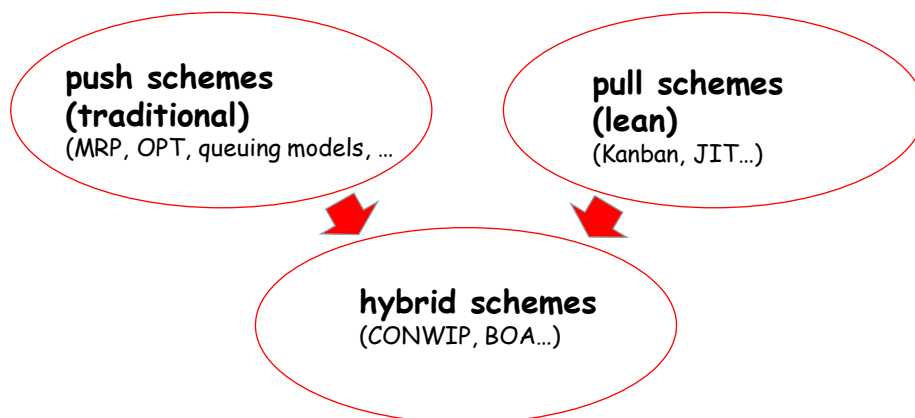 push schemes
(traditional)
(MRP, OPT, queuing models, ...
pull schemes
(lean)
(Kanban, JIT...)
hybrid schemes
(CONWIP, BOA...)